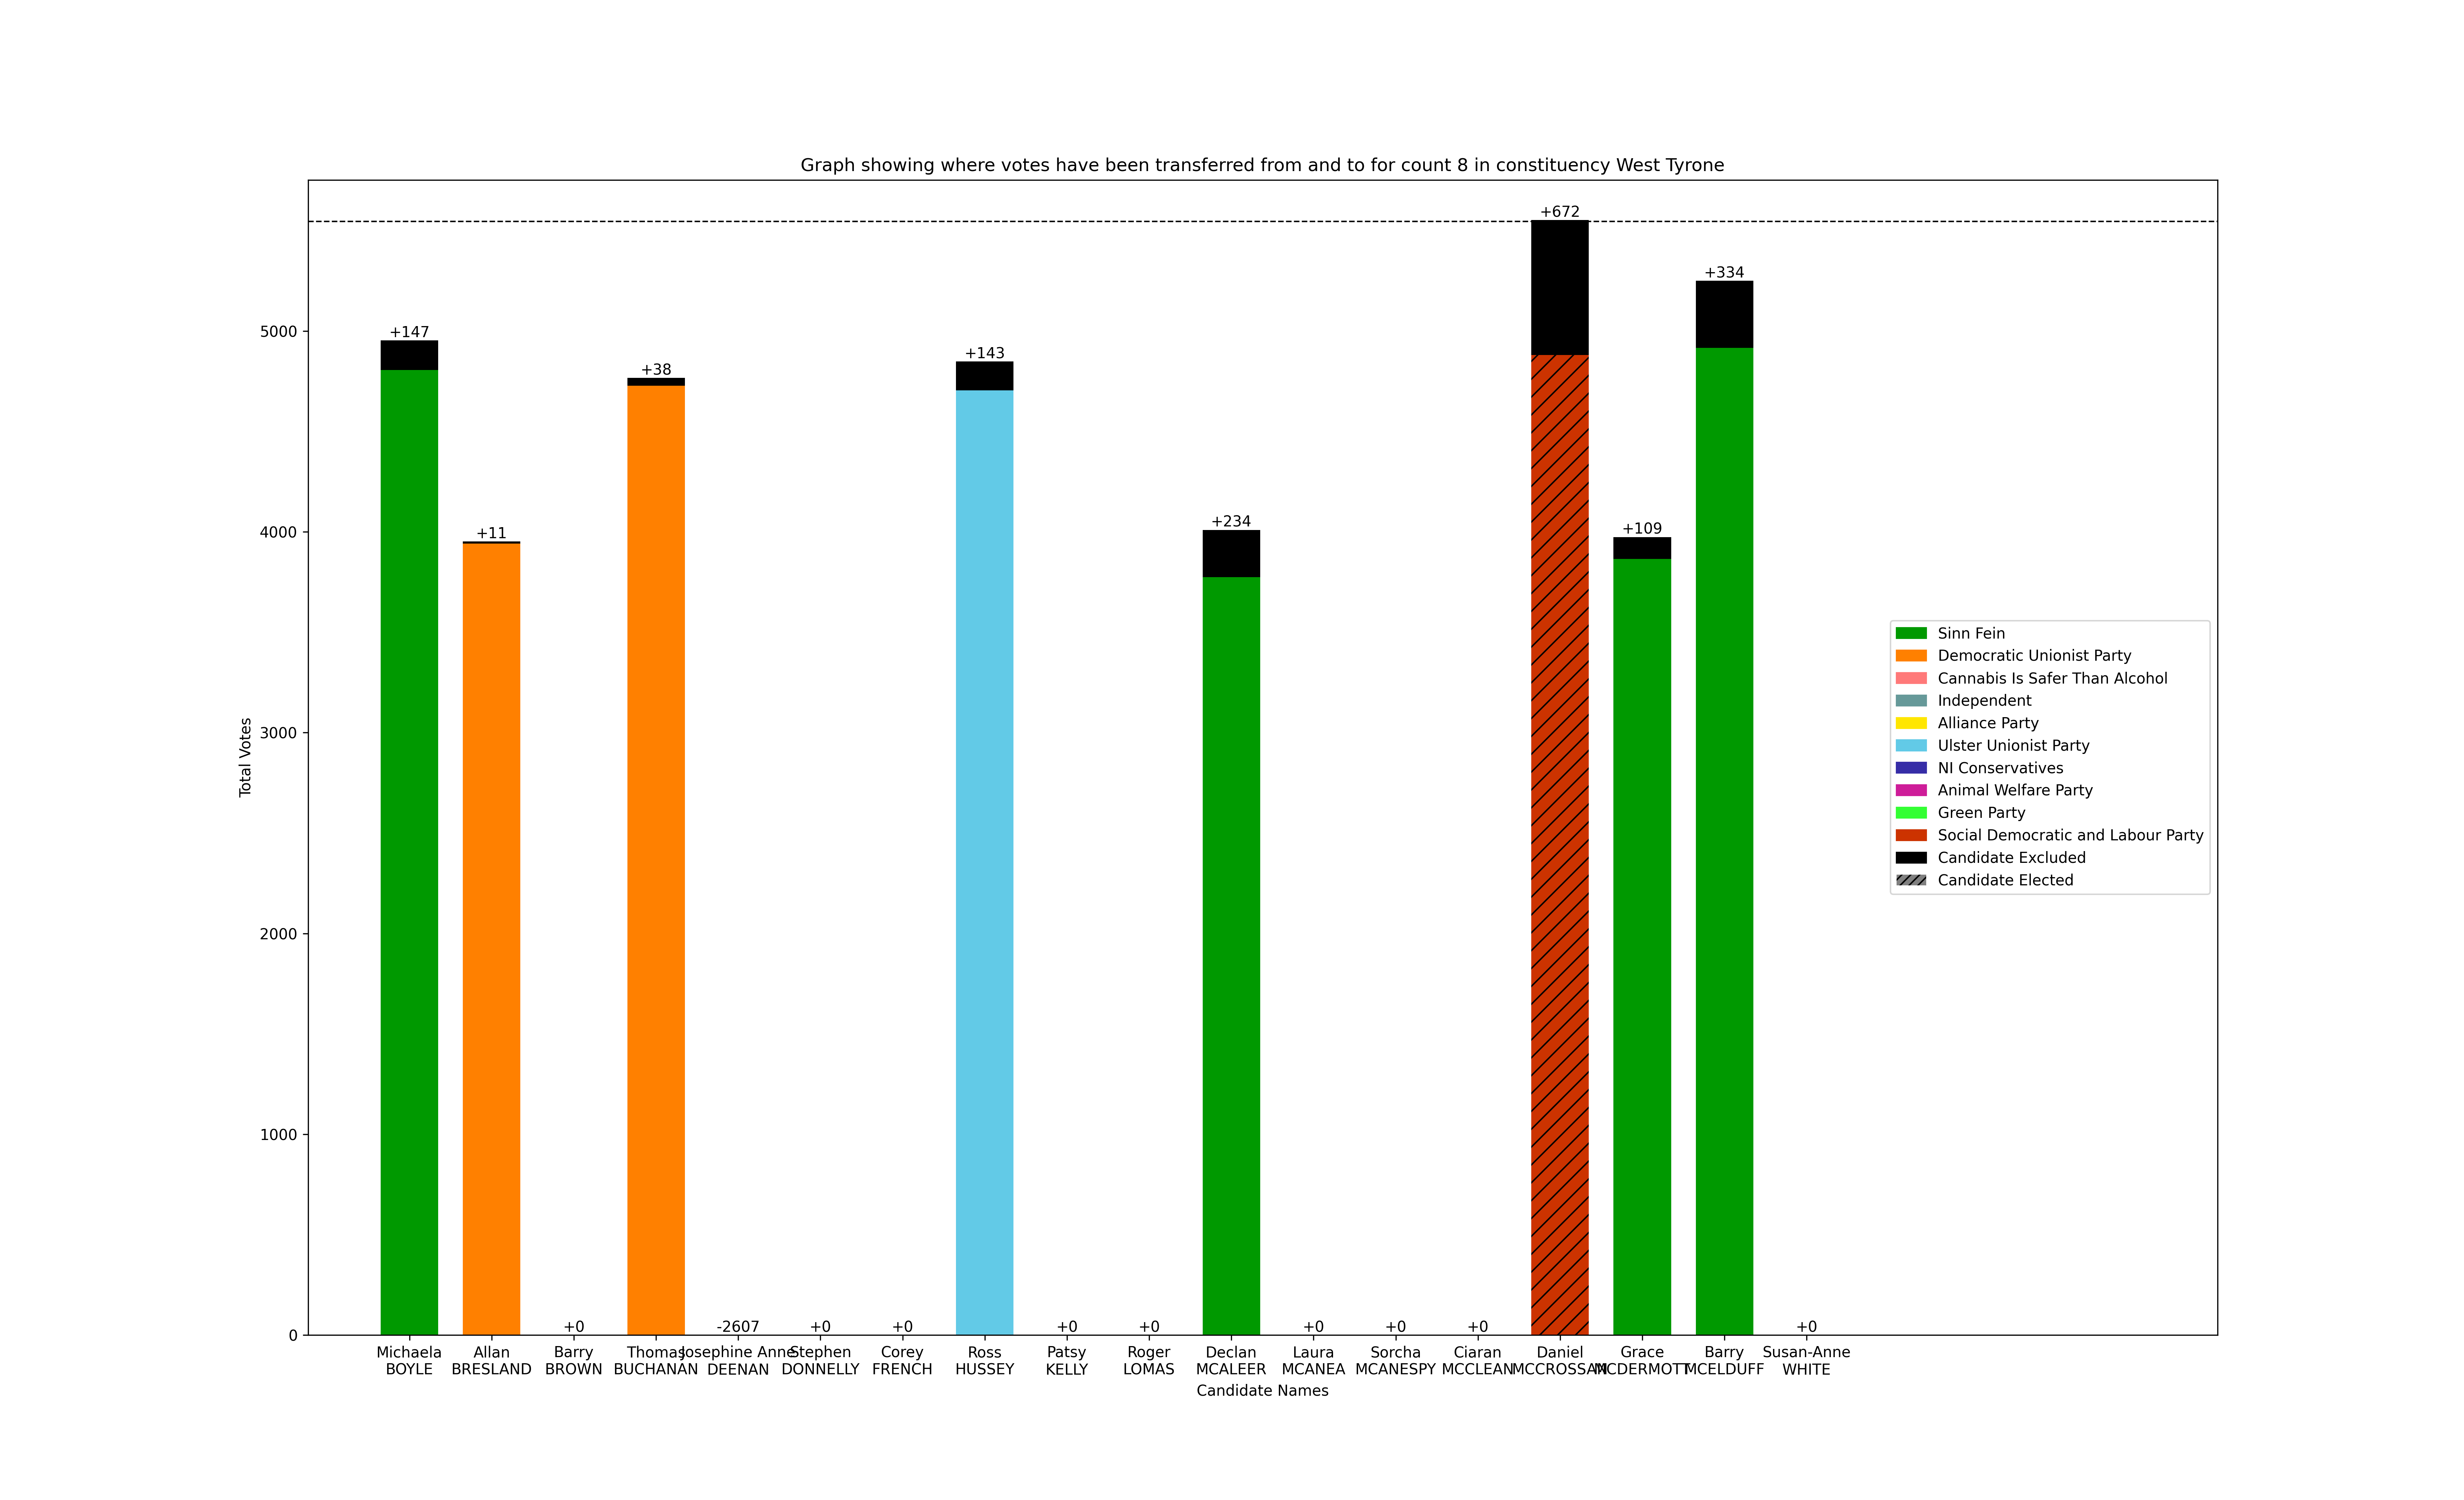 Graph showing where votes have been transferred from and to for count 8 in constituency West Tyrone
Total Votes
5000
4000
3000
2000
1000
0
+147
+11
+0
+38
-2607
+0
+0
+143
+0
+0
+234
+0
+0
+0
+672
+109
+334
+0
Michaela
BOYLE
Allan
BRESLAND
Barry
BROWN
Thomas
BUCHANAN
Josephine Anne
DEENAN
Stephen
DONNELLY
Corey
FRENCH
Ross
HUSSEY
Patsy
KELLY
Roger
LOMAS
Declan
MCALEER
Laura
MCANEA
Sorcha
MCANESPY
Ciaran
MCCLEAN
Daniel
MCCROSSAN
Grace
MCDERMOTT
Barry
MCELDUFF
Susan-Anne
WHITE
Candidate Names
Sinn Fein
Democratic Unionist Party
Cannabis Is Safer Than Alcohol
Independent
Alliance Party
Ulster Unionist Party
NI Conservatives
Animal Welfare Party
Green Party
Social Democratic and Labour Party
Candidate Excluded
Candidate Elected